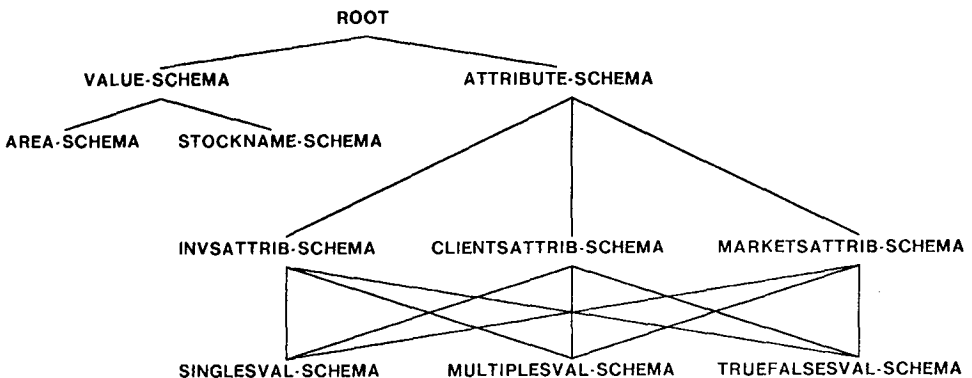 ROOT
VALUE-SCHEMA
ATTRIBUTE-SCHEMA
AREA-SCHEMA
STOCKNAME-SCHEMA
INVSATTRIB-SCHEMA
CLIENTSATTRIB-SCHEMA
MARKETSATTRIB-SCHEMA
SINGLESVAL-SCHEMA
MULTIPLESVAL-SCHEMA
TRUEFALSESVAL-SCHEMA